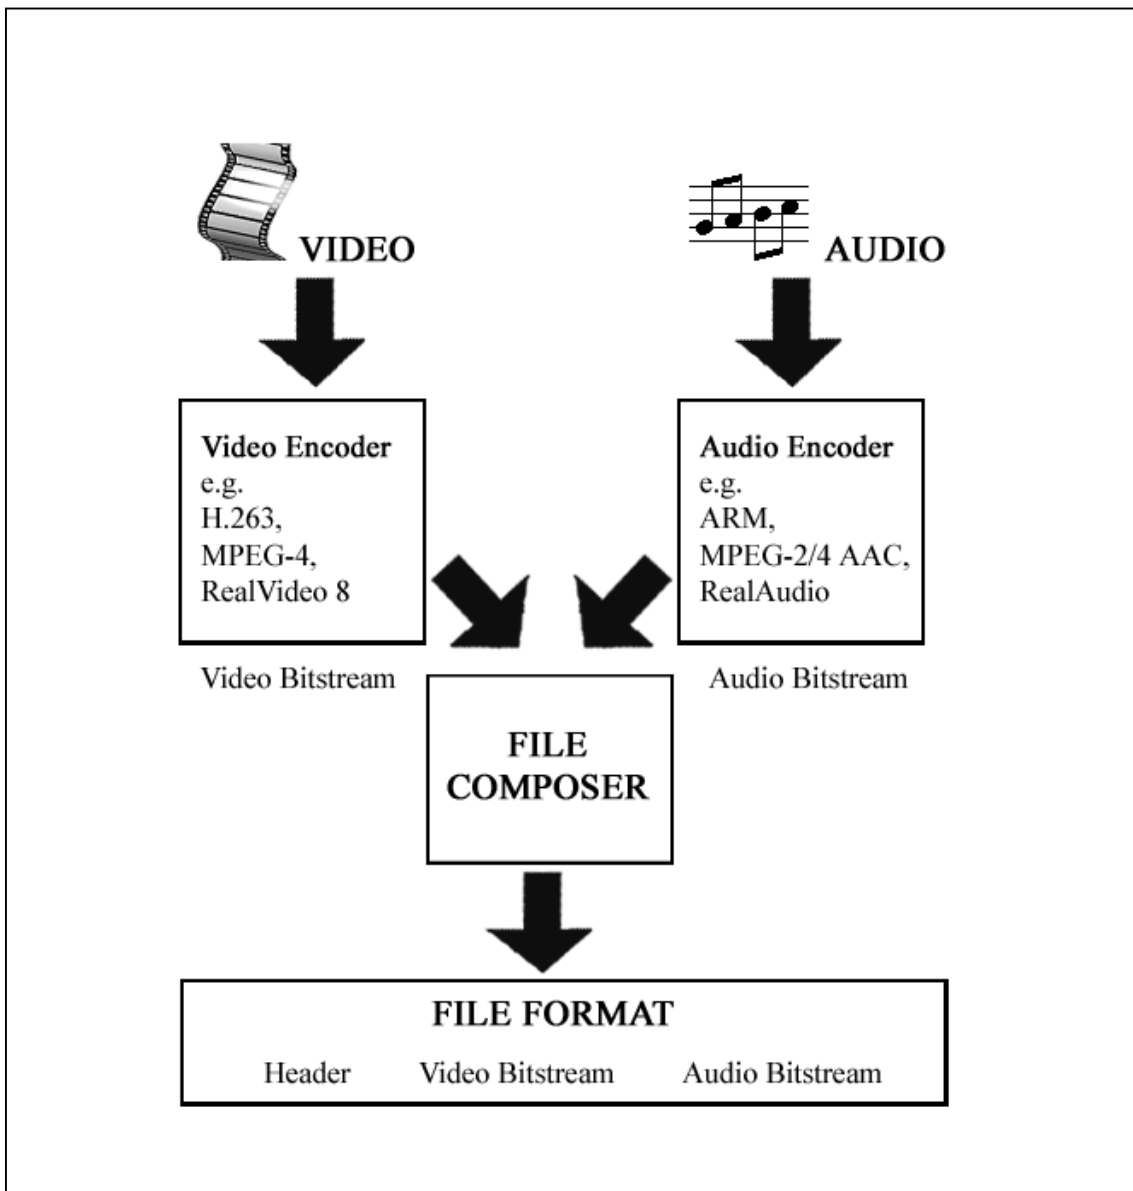 VIDEO
AUDIO
Video Encoder
e.g.
H.263,
MPEG-4,
RealVideo 8
Audio Encoder
e.g.
ARM,
MPEG-2/4 AAC,
RealAudio
Video Bitstream
Audio Bitstream
FILE
COMPOSER
FILE FORMAT
Header Video Bitstream Audio Bitstream